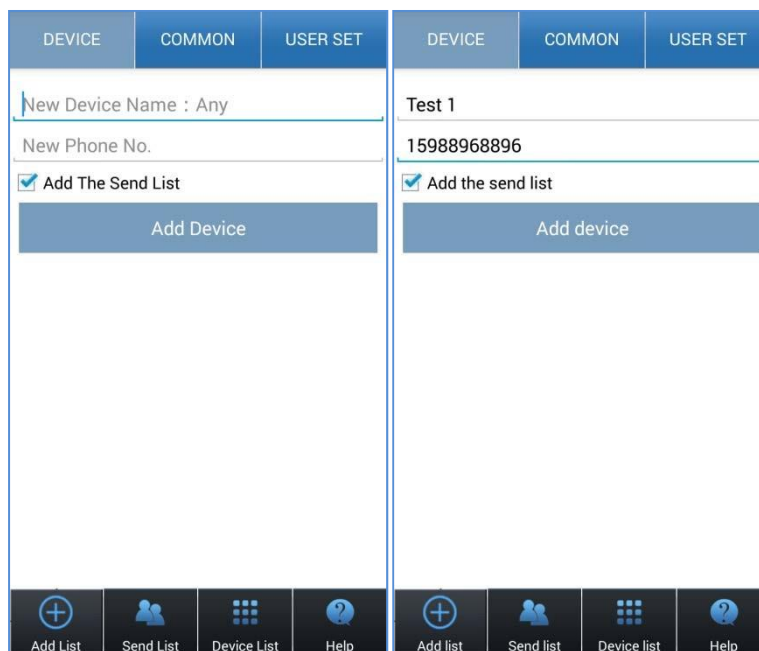 DEVICE COMMON USER SET
New Device Name : Any
New Phone No.
Add The Send List
Add Device
Add List Send List Device List Help
DEVICE COMMON USER SET
Test 1
15988968896
Add the send list
Add device
Add list Send list Device list Help